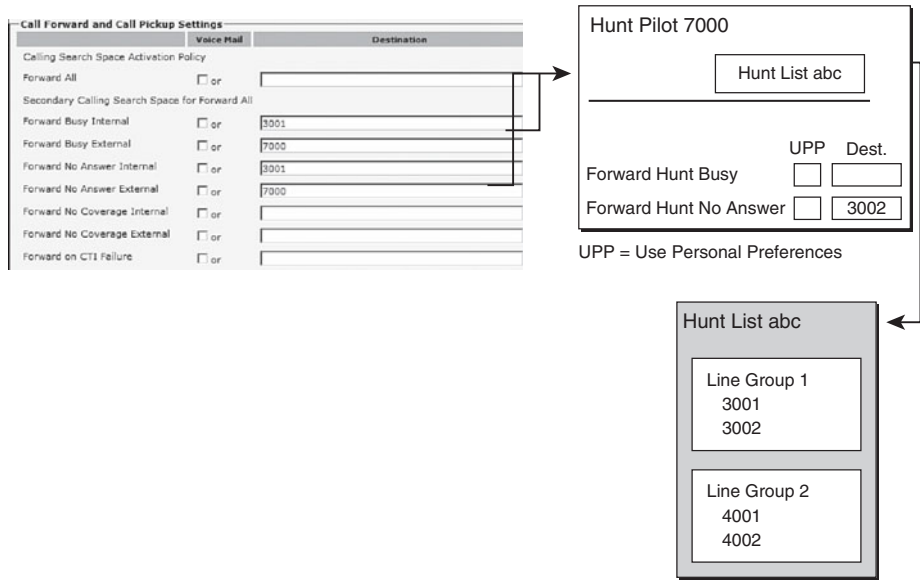 Call Forward and Call Pickup Settings
Voice Mail Destination
Calling Search Space Activation Policy
Forward All or
Secondary Calling Search Space for Forward All
Forward Busy Internal or 3001
Forward Busy External or 7000
Forward No Answer Internal or 3001
Forward No Answer External or 7000
Forward No Coverage Internal or
Forward No Coverage External or
Forward on CTI Failure or
Hunt Pilot 7000
Hunt List abc
UPP Dest.
Forward Hunt Busy
Forward Hunt No Answer 3002
UPP = Use Personal Preferences
Hunt List abc
Line Group 1
3001
3002
Line Group 2
4001
4002